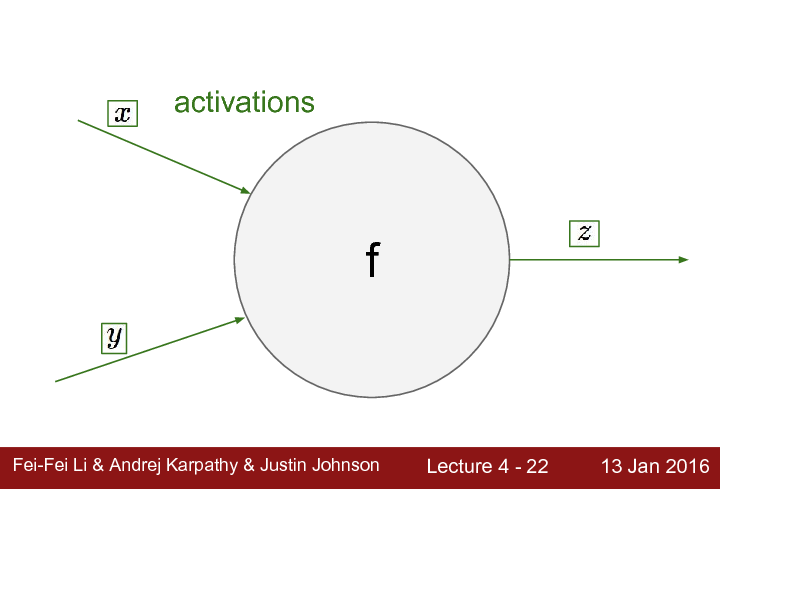 activations
x
f
z
y
Fei-Fei Li & Andrej Karpathy & Justin Johnson
Lecture 4 - 22
13 Jan 2016